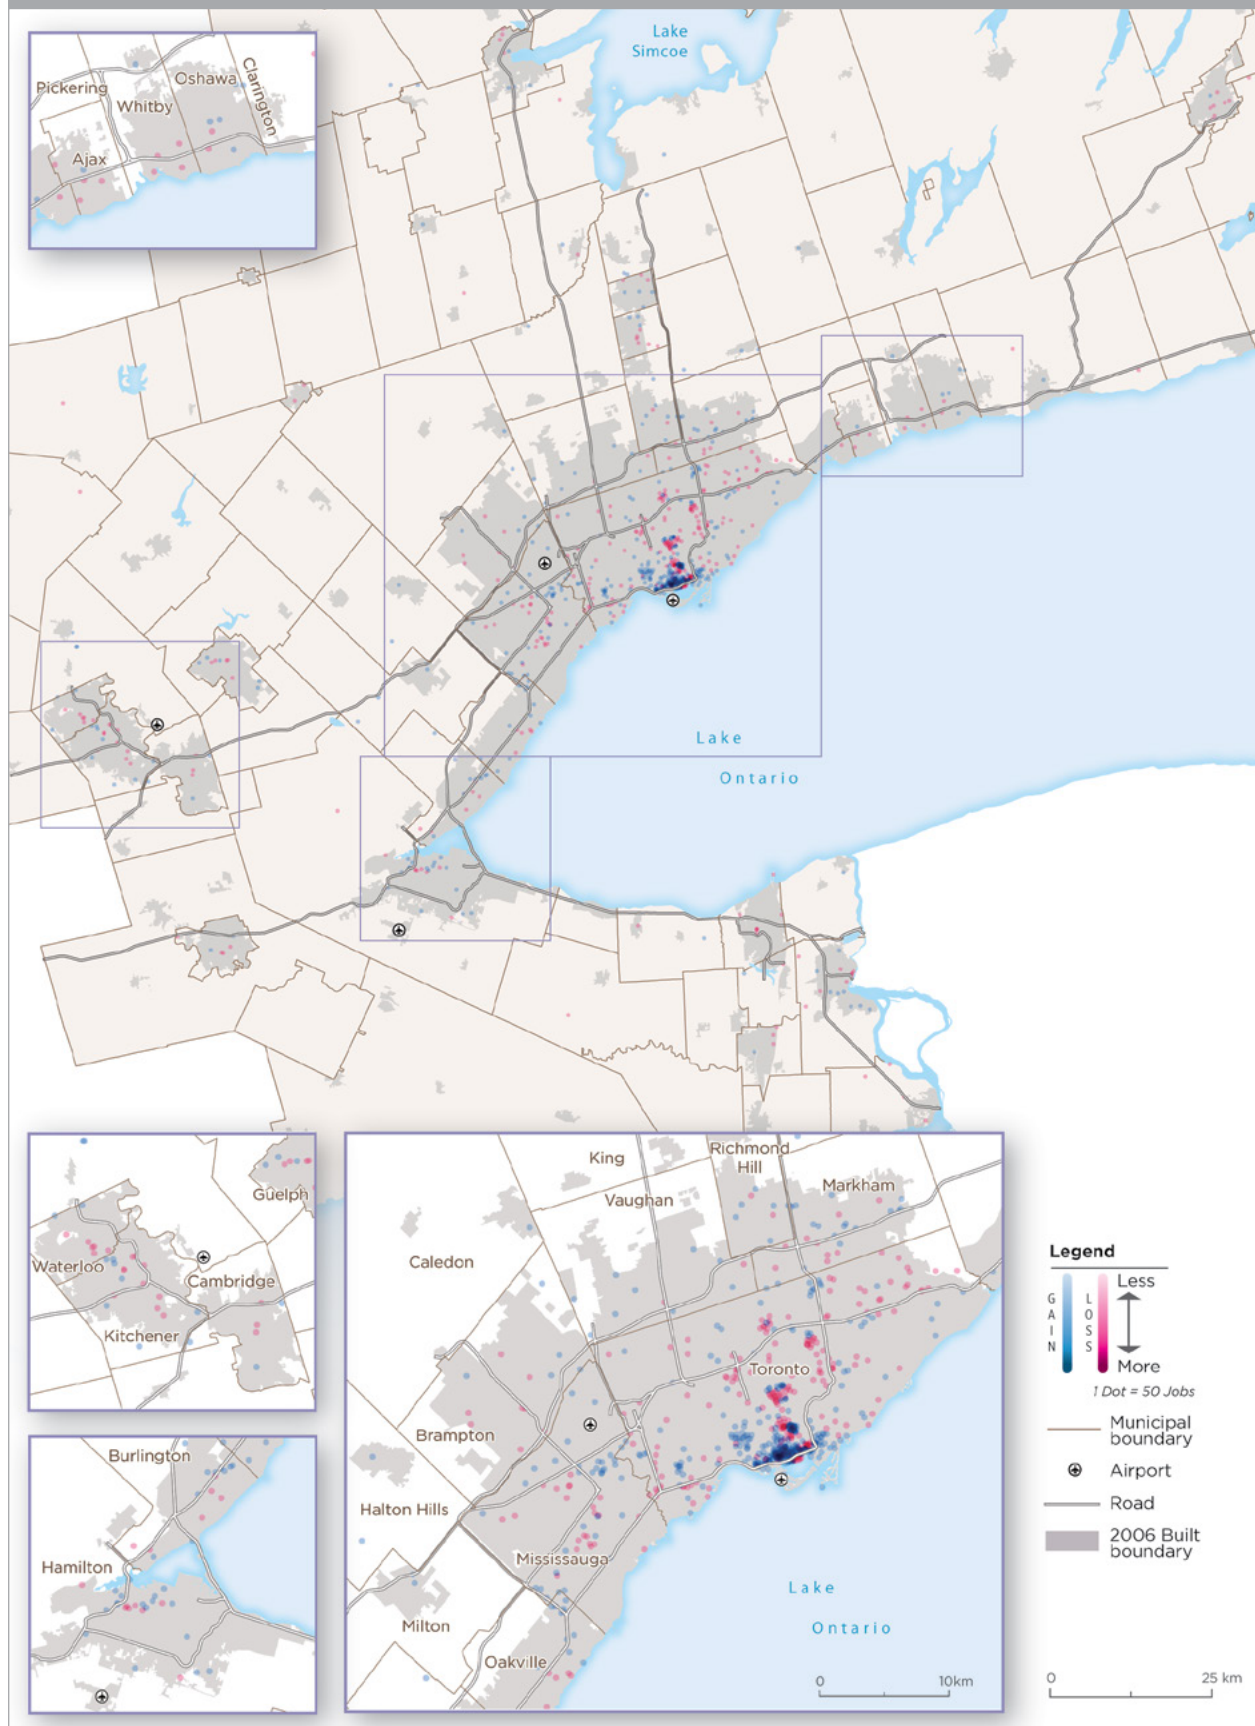 Lake
Simcoe
Pickering
Oshawa
Whitby
Clarington
Ajax
Lake
Ontario
Guelph
Waterloo
Cambridge
Kitchener
Burlington
Hamilton
King
Richmond
Hill
Vaughan
Markham
Caledon
Toronto
Brampton
Halton Hills
Mississauga
Milton
Oakville
Lake
Ontario
0 10km
Legend
GAIN
LOSS
Less
More
1 Dot = 50 Jobs
Municipal
boundary
Airport
Road
2006 Built
boundary
0 25 km